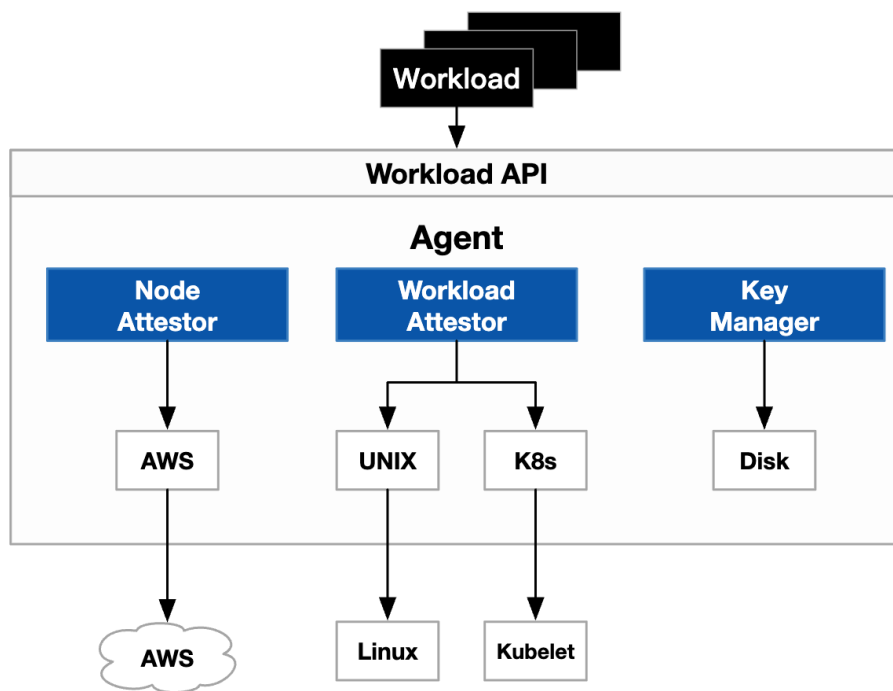 Workload
Workload API
Agent
Node
Attestor
Workload
Attestor
Key
Manager
AWS
UNIX
K8s
Disk
AWS
Linux
Kubelet